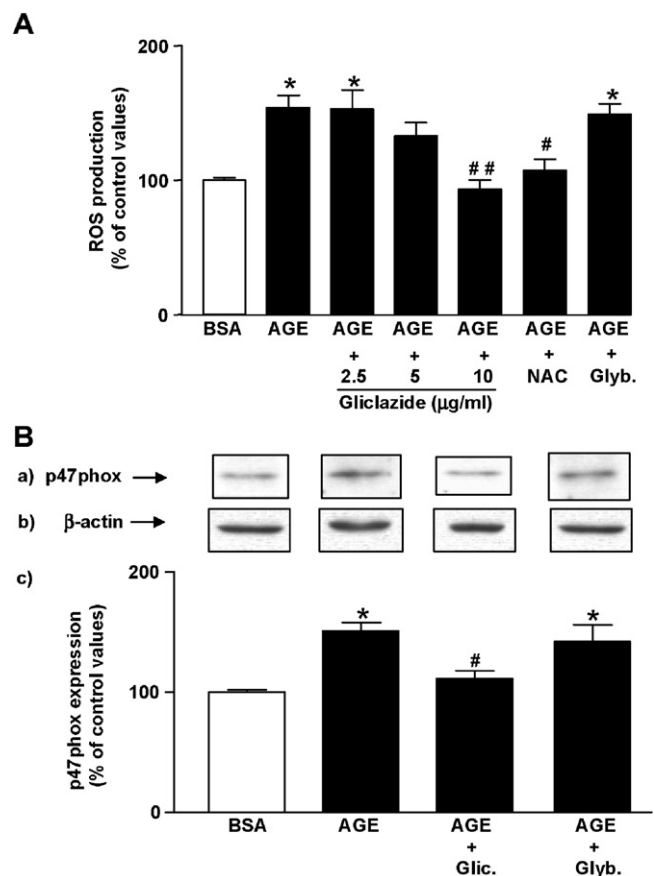 A
ROS production
(% of control values)
200
100
0
* * ## # *
BSA AGE AGE AGE AGE AGE AGE
+ + + + +
2.5 5 10 NAC Glyb.
Gliclazide (μg/ml)
B
a) p47phox
b) β-actin
c)
p47phox expression
(% of control values)
200
100
0
* # *
BSA AGE AGE AGE
+ +
Glic. Glyb.